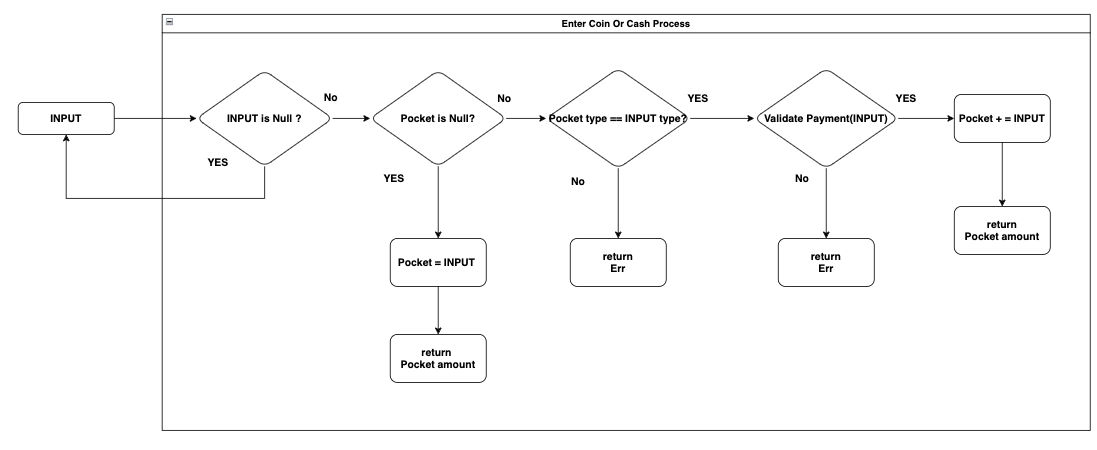 Enter Coin Or Cash Process
INPUT
INPUT is Null ?
No
YES
Pocket is Null?
No
YES
Pocket type == INPUT type?
YES
No
Validate Payment(INPUT)
YES
No
Pocket + = INPUT
return
Pocket amount
Pocket = INPUT
return
Err
return
Err
return
Pocket amount